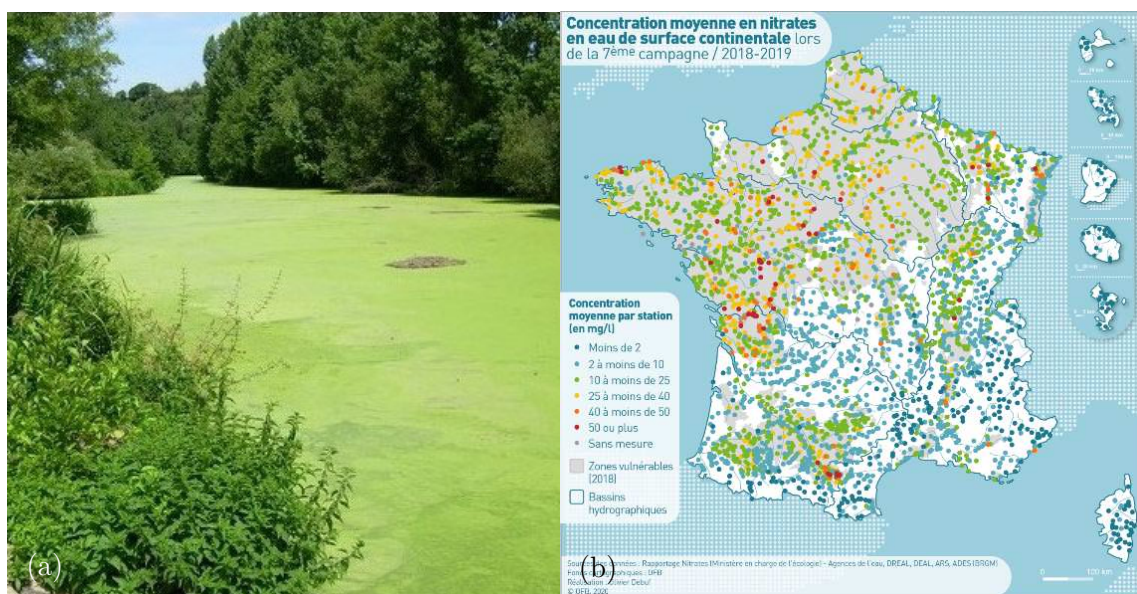 (a)
Concentration moyenne en nitrates
en eau de surface continentale lors
de la 7ème campagne / 2018-2019
Concentration
moyenne par station
(en mg/l)
Moins de 2
2 à moins de 10
10 à moins de 25
25 à moins de 40
40 à moins de 50
50 ou plus
Sans mesure
Zones vulnérables
(2018)
Bassins
hydrographiques
(b)
données : Rapportage Nitrates (Ministère en charge de l'écologie) - Agences de l'eau, DREAL, DEAL, ARS, ADES (BRGM)
© OFB, 2020
0 120 km